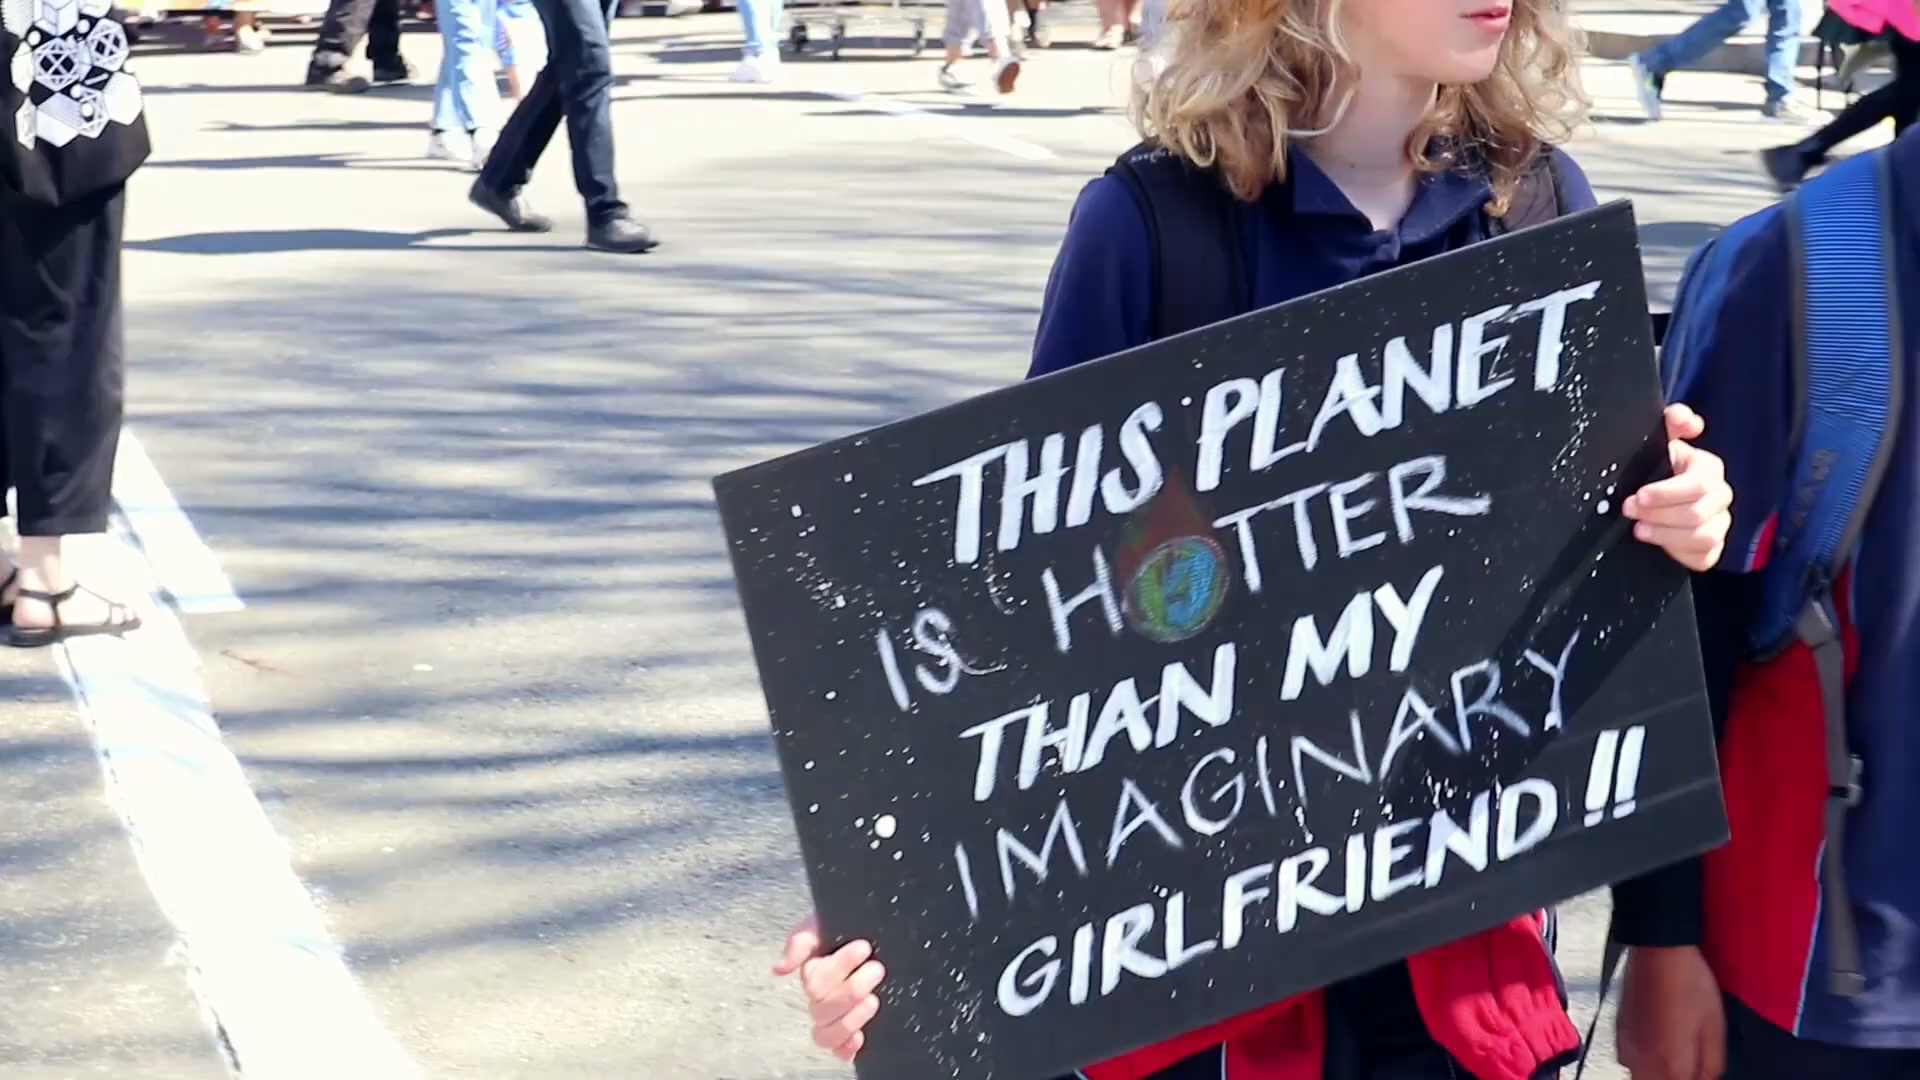 THIS PLANET
IS HOTTER
THAN MY
IMAGINARY
GIRLFRIEND!!